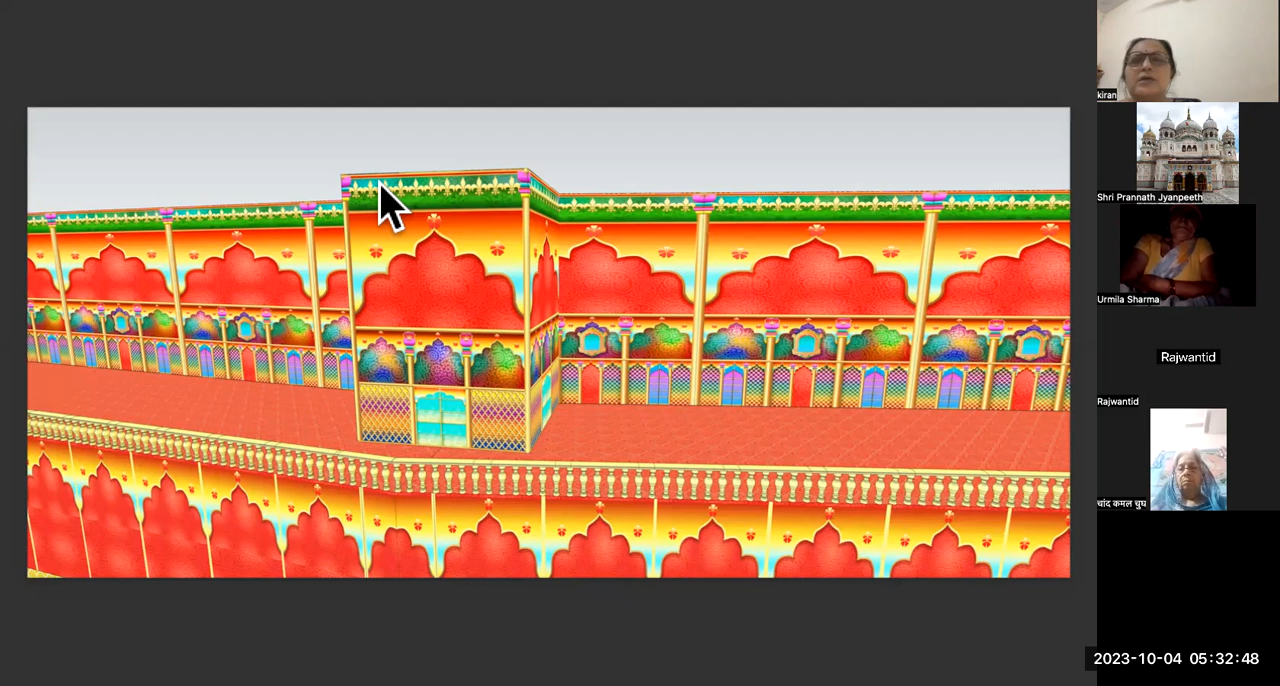 kiran
Shri Prannath Jyanpeeth
Urmila Sharma
Rajwantid
Rajwantid
चांद कमल चुघ
2023-10-04 05:32:48